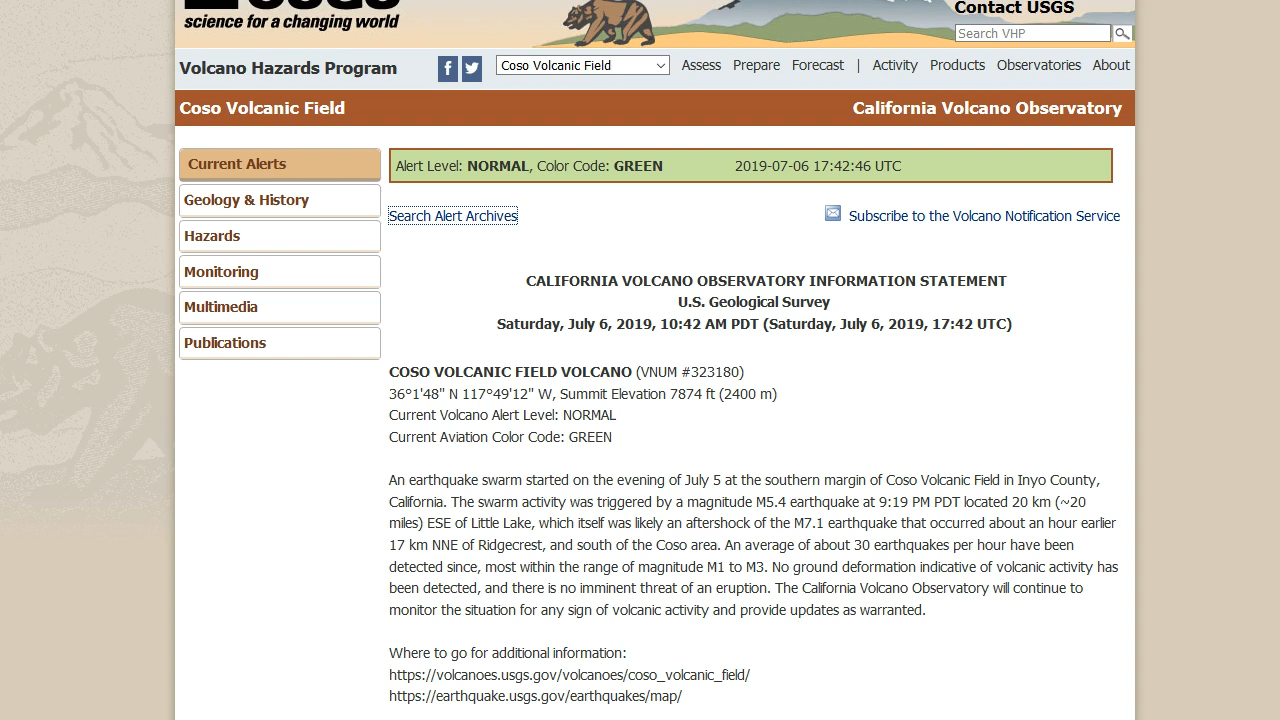 science for a changing world
Contact USGS
Search VHP
Volcano Hazards Program
f
Coso Volcanic Field
Assess Prepare Forecast | Activity Products Observatories About
Coso Volcanic Field
California Volcano Observatory
Current Alerts
Geology & History
Hazards
Monitoring
Multimedia
Publications
Alert Level: NORMAL, Color Code: GREEN 2019-07-06 17:42:46 UTC
Search Alert Archives
Subscribe to the Volcano Notification Service
CALIFORNIA VOLCANO OBSERVATORY INFORMATION STATEMENT
U.S. Geological Survey
Saturday, July 6, 2019, 10:42 AM PDT (Saturday, July 6, 2019, 17:42 UTC)
COSO VOLCANIC FIELD VOLCANO (VNUM #323180)
36°1'48" N 117°49'12" W, Summit Elevation 7874 ft (2400 m)
Current Volcano Alert Level: NORMAL
Current Aviation Color Code: GREEN
An earthquake swarm started on the evening of July 5 at the southern margin of Coso Volcanic Field in Inyo County,
California. The swarm activity was triggered by a magnitude M5.4 earthquake at 9:19 PM PDT located 20 km (~20
miles) ESE of Little Lake, which itself was likely an aftershock of the M7.1 earthquake that occurred about an hour earlier
17 km NNE of Ridgecrest, and south of the Coso area. An average of about 30 earthquakes per hour have been
detected since, most within the range of magnitude M1 to M3. No ground deformation indicative of volcanic activity has
been detected, and there is no imminent threat of an eruption. The California Volcano Observatory will continue to
monitor the situation for any sign of volcanic activity and provide updates as warranted.
Where to go for additional information:
https://volcanoes.usgs.gov/volcanoes/coso_volcanic_field/
https://earthquake.usgs.gov/earthquakes/map/